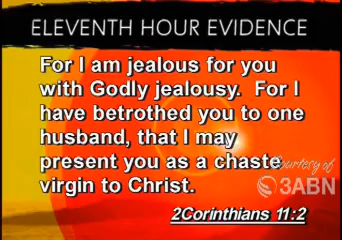 ELEVENTH HOUR EVIDENCE
For I am jealous for you
with Godly jealousy.  For I
have betrothed you to one
husband, that I may
present you as a chaste
virgin to Christ.
Courtesy of
3ABN
2Corinthians 11:2